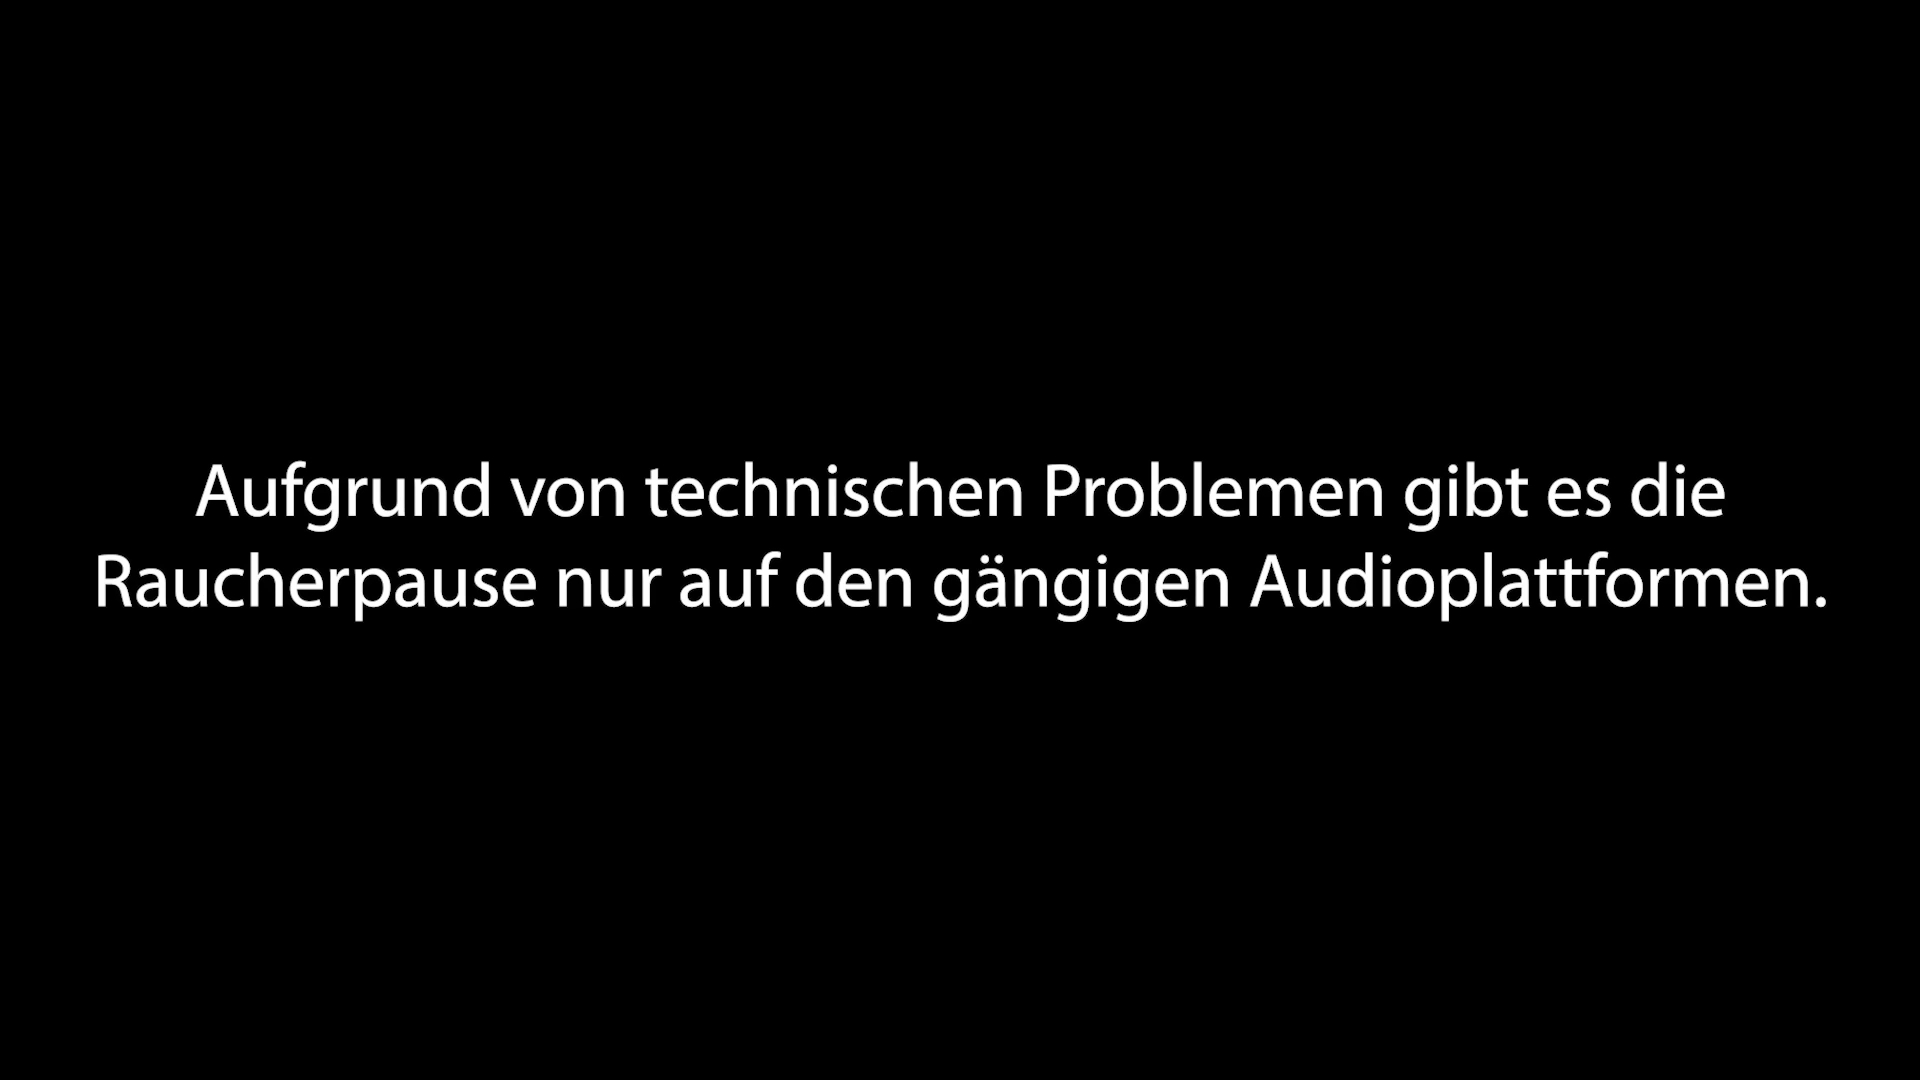 Aufgrund von technischen Problemen gibt es die
Raucherpause nur auf den gängigen Audioplattformen.